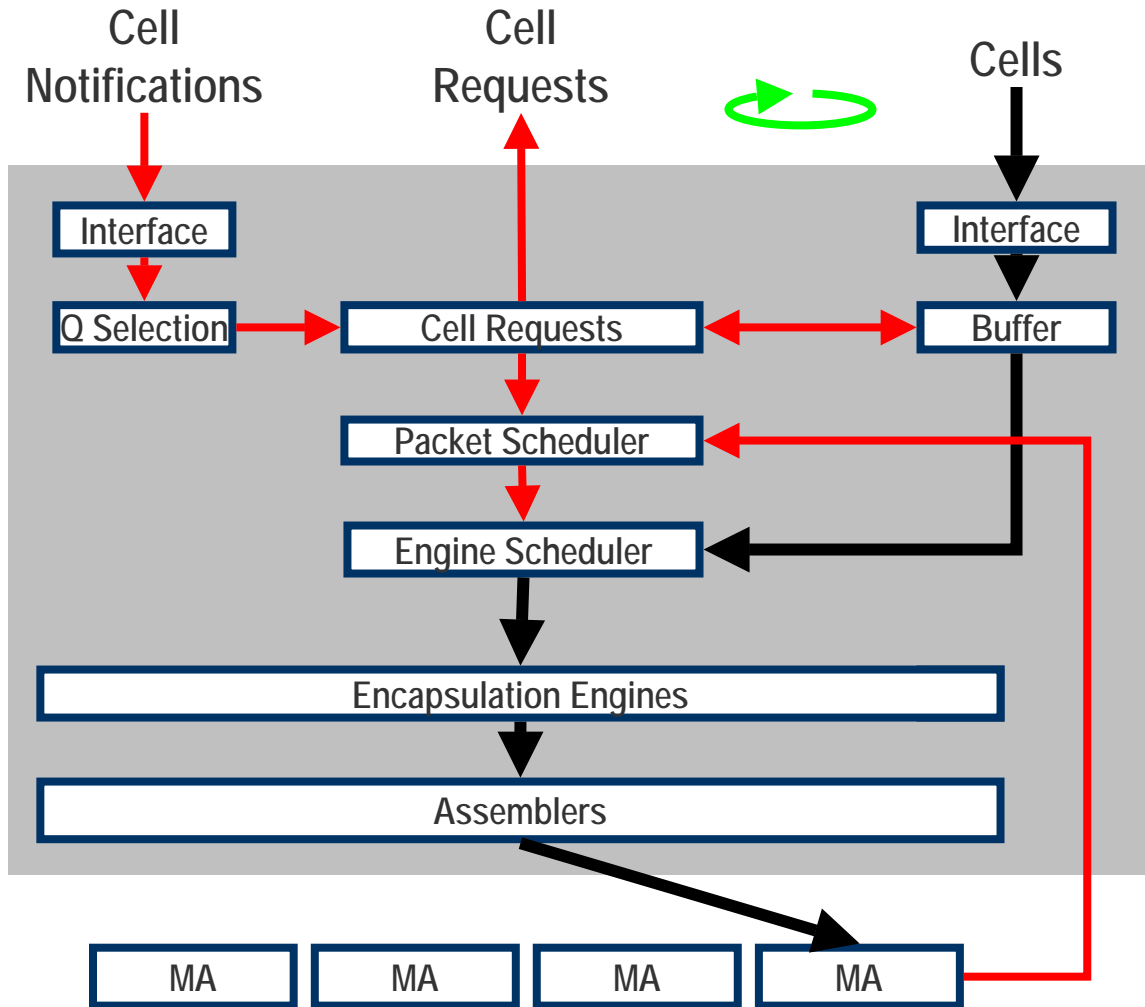 Cell
Notifications
Cell
Requests
Cells
Interface
Interface
Q Selection
Cell Requests
Buffer
Packet Scheduler
Engine Scheduler
Encapsulation Engines
Assemblers
MA
MA
MA
MA